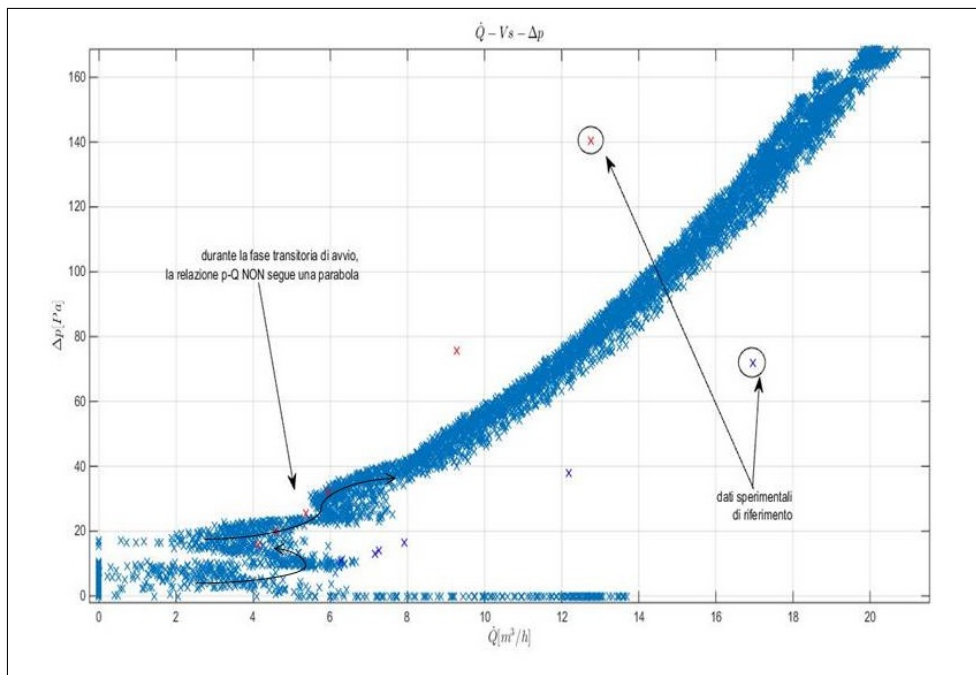 Q̇ − Vs − Δp
160
140
120
100
80
60
40
20
0
Δp[Pa]
durante la fase transitoria di avvio,
la relazione p-Q NON segue una parabola
dati sperimentali
di riferimento
0 2 4 6 8 10 12 14 16 18 20
Q̇[m³/h]